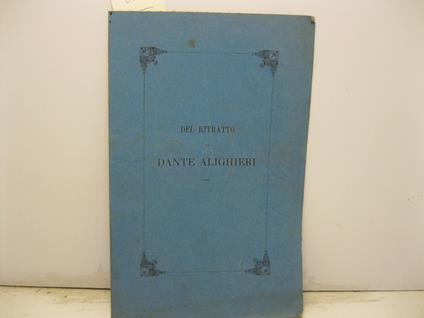 DEL RITRATTO
DI
DANTE ALIGHIERI